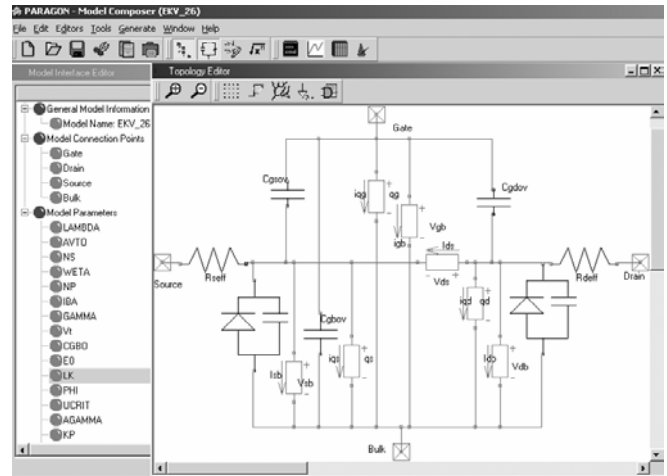 PARAGON - Model Composer (EKV_26)
File Edit Editors Tools Generate Window Help
Model Interface Editor
Topology Editor
General Model Information
Model Name: EKV_26
Model Connection Points
Gate
Drain
Source
Bulk
Model Parameters
LAMBDA
AVTO
NS
WETA
NP
IBA
GAMMA
Vt
CGBO
E0
LK
PHI
UCRIT
AGAMMA
KP
Gate
Cgsov
Cgdov
iqg
qg
Vgb
igb
Ids
Vds
Rseff
Rdeff
Source
Drain
Cgbov
iqs
qs
Isb
Vsb
iqd
qd
Idb
Vdb
Bulk